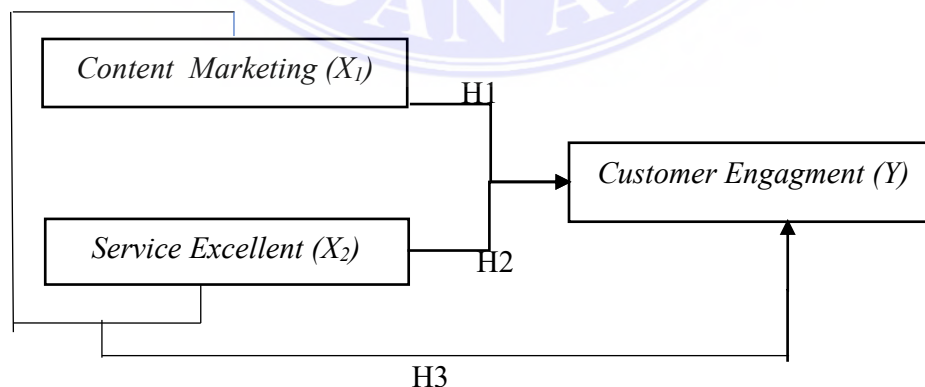 Content Marketing (X₁)
H1
Customer Engagment (Y)
Service Excellent (X₂)
H2
H3